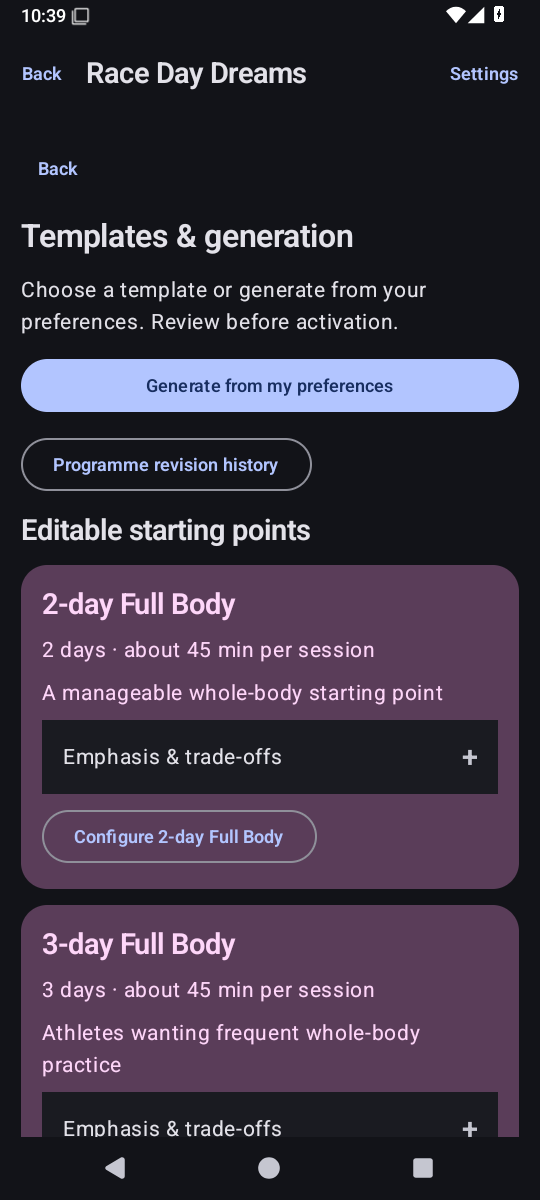 10:39
Back Race Day Dreams Settings
Back
Templates & generation
Choose a template or generate from your
preferences. Review before activation.
Generate from my preferences
Programme revision history
Editable starting points
2-day Full Body
2 days · about 45 min per session
A manageable whole-body starting point
Emphasis & trade-offs +
Configure 2-day Full Body
3-day Full Body
3 days · about 45 min per session
Athletes wanting frequent whole-body
practice
Emphasis & trade-offs +